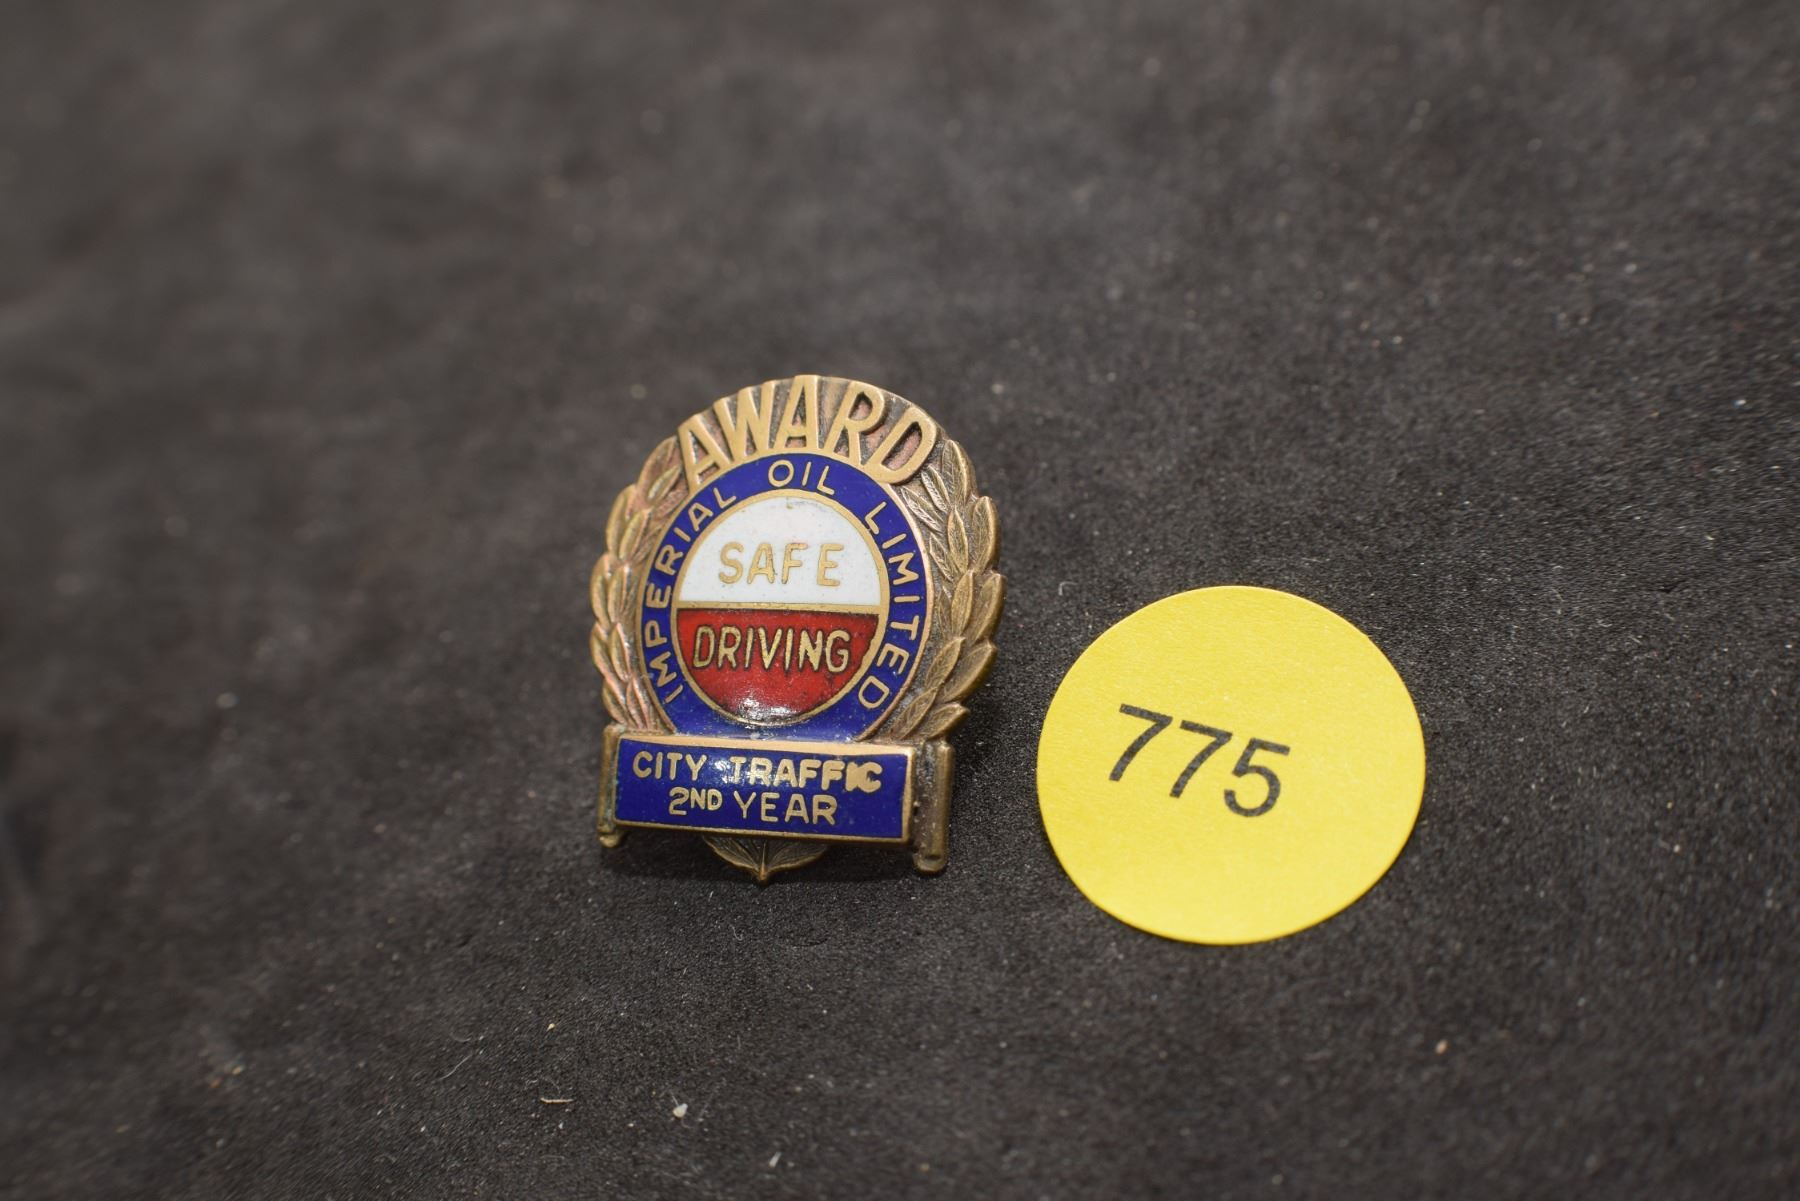 AWARD
IMPERIAL OIL LIMITED
SAFE
DRIVING
CITY TRAFFIC
2ND YEAR
775